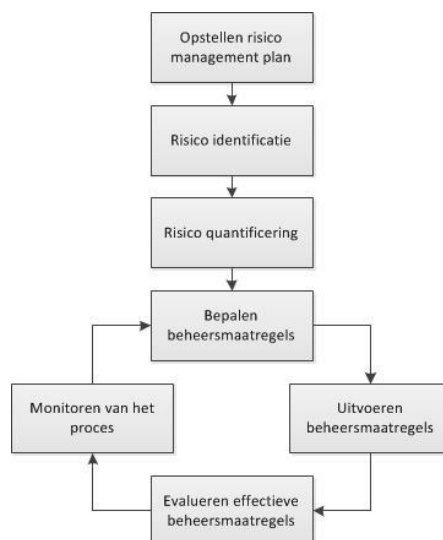 Opstellen risico
management plan
Risico identificatie
Risico quantificering
Bepalen
beheersmaatregels
Monitoren van het
proces
Uitvoeren
beheersmaatregels
Evalueren effectieve
beheersmaatregels